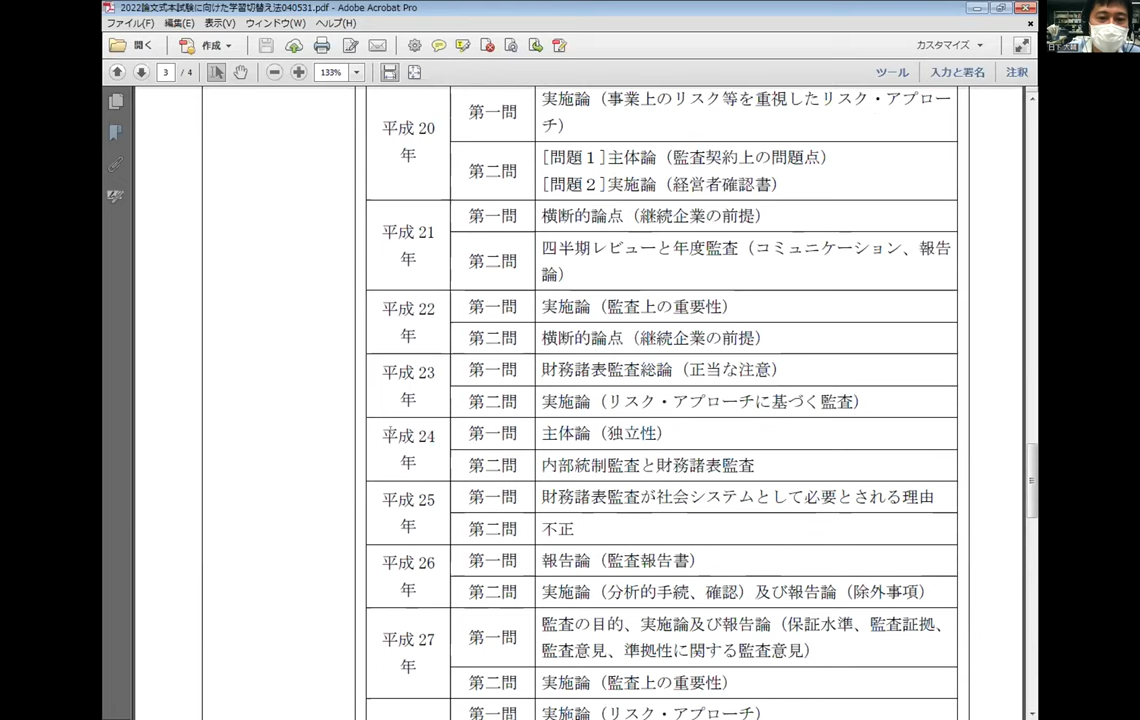 2022論文式本試験に向けた学習切替え法040531.pdf - Adobe Acrobat Pro
ファイル(F) 編集(E) 表示(V) ウィンドウ(W) ヘルプ(H)
開く 作成 カスタマイズ
3 / 4 133% ツール 入力と署名 注釈
日下 大輔
平成 20
年
第一問
実施論（事業上のリスク等を重視したリスク・アプロー
チ）
第二問
[問題１]主体論（監査契約上の問題点）
[問題２]実施論（経営者確認書）
平成 21
年
第一問
横断的論点（継続企業の前提）
第二問
四半期レビューと年度監査（コミュニケーション、報告
論）
平成 22
年
第一問
実施論（監査上の重要性）
第二問
横断的論点（継続企業の前提）
平成 23
年
第一問
財務諸表監査総論（正当な注意）
第二問
実施論（リスク・アプローチに基づく監査）
平成 24
年
第一問
主体論（独立性）
第二問
内部統制監査と財務諸表監査
平成 25
年
第一問
財務諸表監査が社会システムとして必要とされる理由
第二問
不正
平成 26
年
第一問
報告論（監査報告書）
第二問
実施論（分析的手続、確認）及び報告論（除外事項）
平成 27
年
第一問
監査の目的、実施論及び報告論（保証水準、監査証拠、
監査意見、準拠性に関する監査意見）
第二問
実施論（監査上の重要性）
第一問
実施論（リスク・アプローチ）